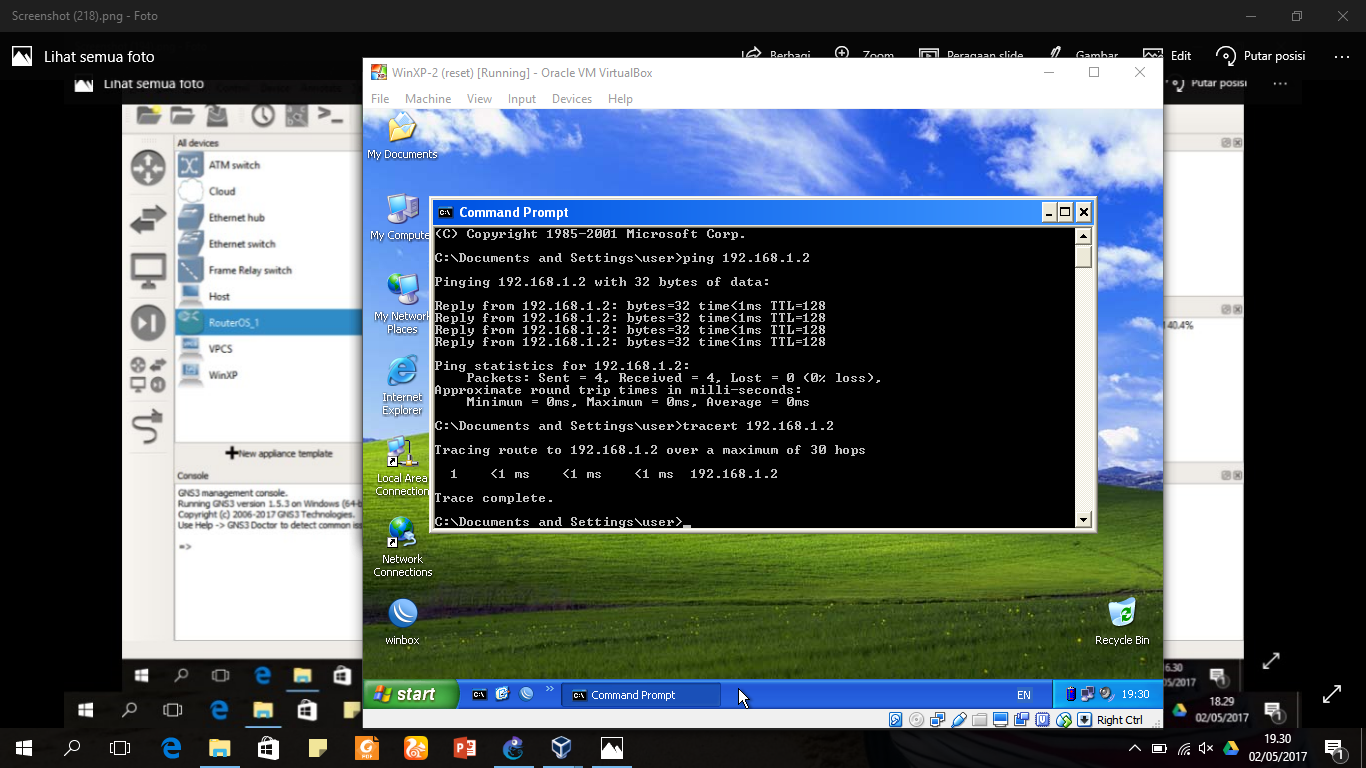 Screenshot (218).png - Foto
Lihat semua foto
Berbagi
Zoom
Peragaan slide
Gambar
Edit
Putar posisi
Lihat semua foto
Putar posisi
All devices
ATM switch
Cloud
Ethernet hub
Ethernet switch
Frame Relay switch
Host
RouterOS_1
VPCS
WinXP
New appliance template
Console
GNS3 management console.
Running GNS3 version 1.5.3 on Windows (64-b
Copyright (c) 2006-2017 GNS3 Technologies.
Use Help -> GNS3 Doctor to detect common iss
=>
40.4%
WinXP-2 (reset) [Running] - Oracle VM VirtualBox
File Machine View Input Devices Help
My Documents
My Compute
My Network
Places
Internet
Explorer
Local Area
Connection
Network
Connections
winbox
Recycle Bin
Command Prompt
(C) Copyright 1985-2001 Microsoft Corp.
C:\Documents and Settings\user>ping 192.168.1.2
Pinging 192.168.1.2 with 32 bytes of data:
Reply from 192.168.1.2: bytes=32 time<1ms TTL=128
Reply from 192.168.1.2: bytes=32 time<1ms TTL=128
Reply from 192.168.1.2: bytes=32 time<1ms TTL=128
Reply from 192.168.1.2: bytes=32 time<1ms TTL=128
Ping statistics for 192.168.1.2:
Packets: Sent = 4, Received = 4, Lost = 0 (0% loss),
Approximate round trip times in milli-seconds:
Minimum = 0ms, Maximum = 0ms, Average = 0ms
C:\Documents and Settings\user>tracert 192.168.1.2
Tracing route to 192.168.1.2 over a maximum of 30 hops
1 <1 ms <1 ms <1 ms 192.168.1.2
Trace complete.
C:\Documents and Settings\user>_
start
Command Prompt
EN
19:30
Right Ctrl
6.30
05/2017
18.29
02/05/2017
19.30
02/05/2017